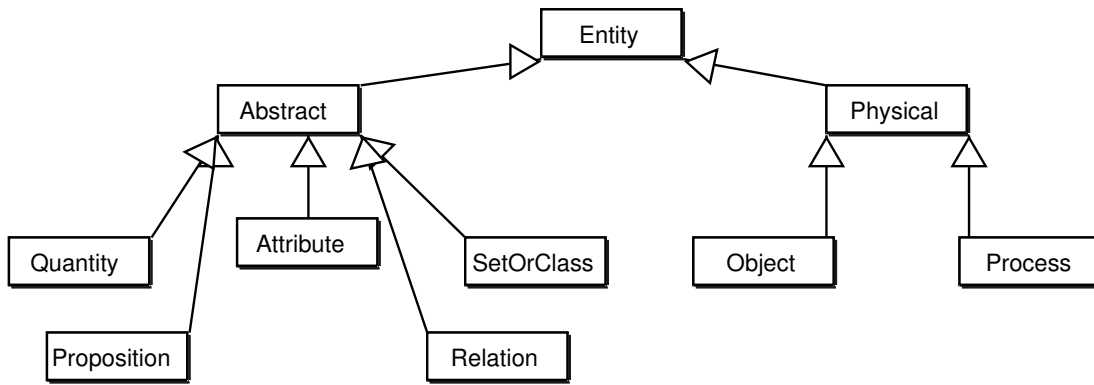 Entity
Abstract
Physical
Quantity
Attribute
SetOrClass
Object
Process
Proposition
Relation